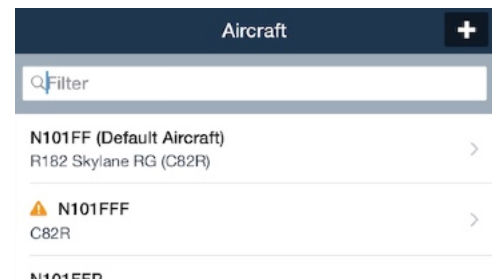 Aircraft
Filter
N101FF (Default Aircraft)
R182 Skylane RG (C82R)
N101FFF
C82R